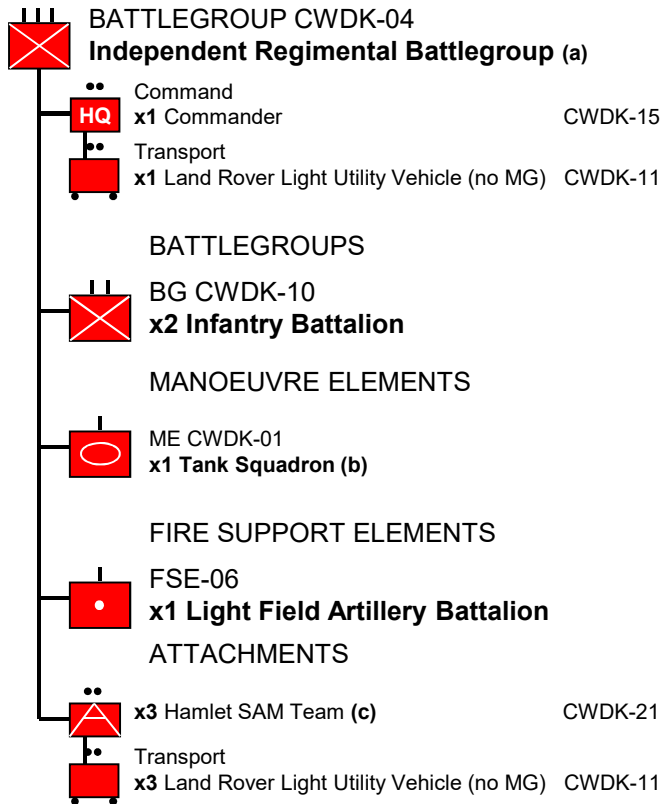 BATTLEGROUP CWDK-04
Independent Regimental Battlegroup (a)
Command
HQ x1 Commander CWDK-15
Transport
x1 Land Rover Light Utility Vehicle (no MG) CWDK-11
BATTLEGROUPS
BG CWDK-10
x2 Infantry Battalion
MANOEUVRE ELEMENTS
ME CWDK-01
x1 Tank Squadron (b)
FIRE SUPPORT ELEMENTS
FSE-06
x1 Light Field Artillery Battalion
ATTACHMENTS
x3 Hamlet SAM Team (c) CWDK-21
Transport
x3 Land Rover Light Utility Vehicle (no MG) CWDK-11